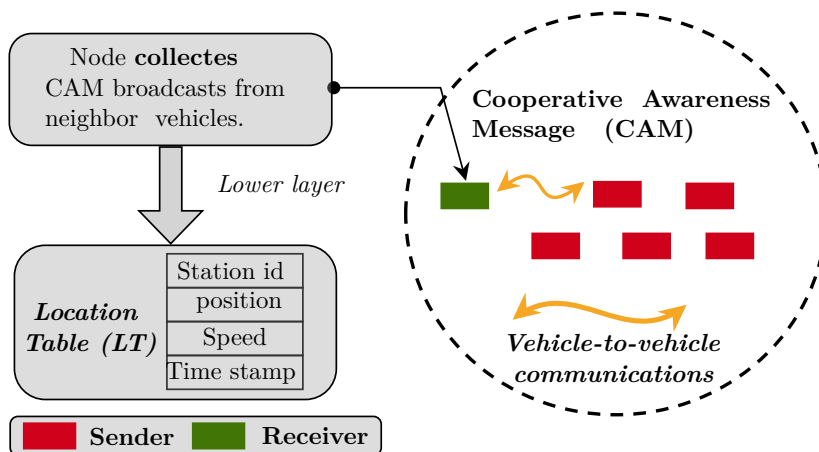 Node collectes
CAM broadcasts from
neighbor vehicles.
Lower layer
Location
Table (LT)
Station id
position
Speed
Time stamp
Sender
Receiver
Cooperative Awareness
Message (CAM)
Vehicle-to-vehicle
communications